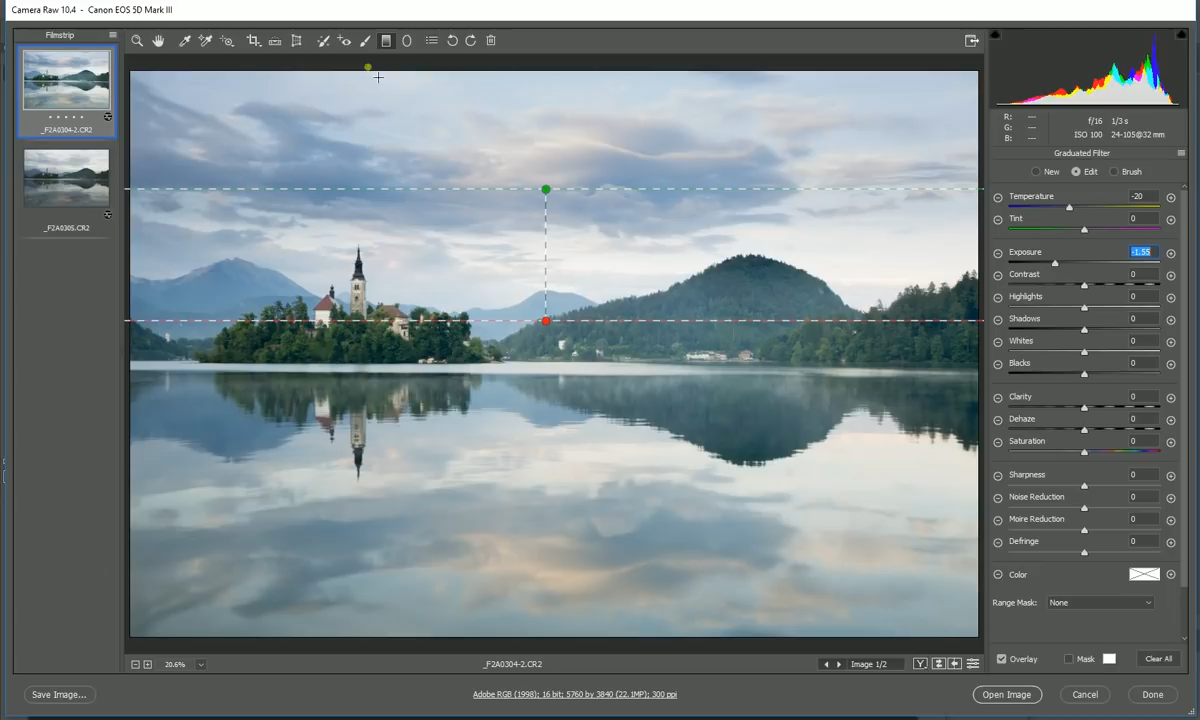 Camera Raw 10.4 - Canon EOS 5D Mark III
Filmstrip
_F2A0304-2.CR2
_F2A0305.CR2
R: —
G: —
B: —
f/16 1/3 s
ISO 100 24-105@32 mm
Graduated Filter
New Edit Brush
Temperature -20
Tint 0
Exposure -1.55
Contrast 0
Highlights 0
Shadows 0
Whites 0
Blacks 0
Clarity 0
Dehaze 0
Saturation 0
Sharpness 0
Noise Reduction 0
Moire Reduction 0
Defringe 0
Color
Range Mask: None
Overlay Mask Clear All
20.6% _F2A0304-2.CR2 Image 1/2 Y
Save Image... Adobe RGB (1998); 16 bit; 5760 by 3840 (22.1MP); 300 ppi Open Image Cancel Done